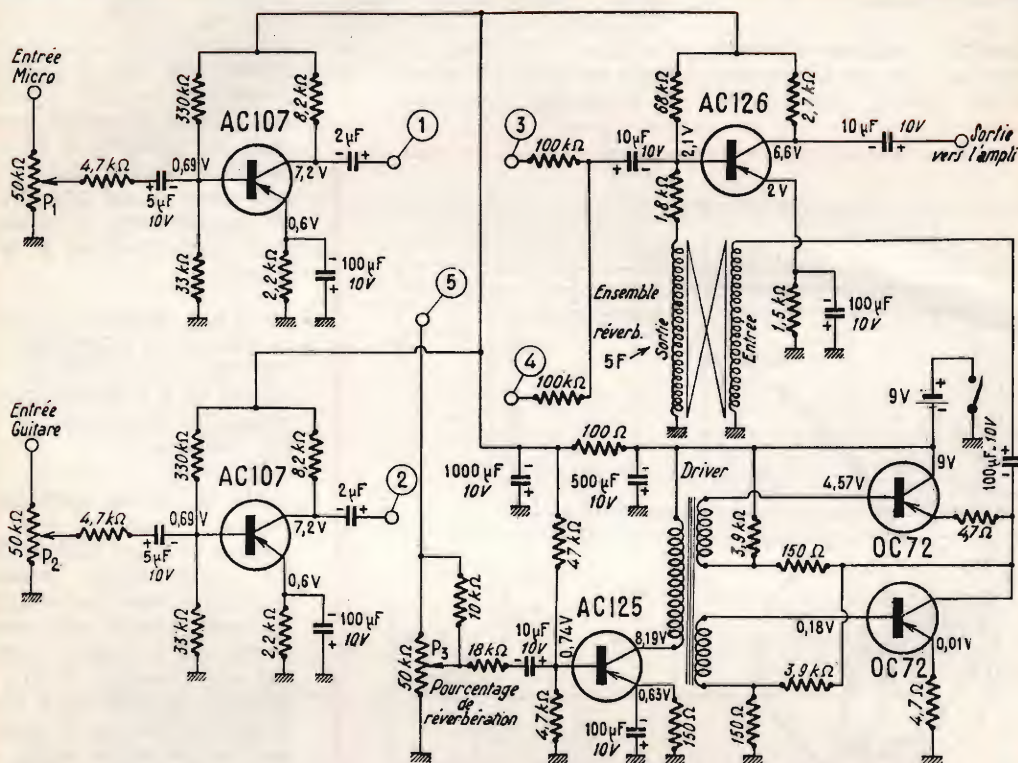 Entrée
Micro
50kΩ
P1
4,7kΩ
5µF
10V
330kΩ
33kΩ
0,69V
AC107
8,2kΩ
7,2V
2µF
1
0,6V
2,2kΩ
100µF
10V
Entrée
Guitare
50kΩ
P2
4,7kΩ
5µF
10V
330kΩ
33kΩ
0,69V
AC107
8,2kΩ
7,2V
2µF
2
0,6V
2,2kΩ
100µF
10V
5
3
100kΩ
4
100kΩ
10µF
10V
68kΩ
2,1V
AC126
2,7kΩ
6,6V
2V
10µF
10V
Sortie
vers l'ampli
1,8kΩ
Ensemble
réverb.
5F
Sortie
Entrée
1,5kΩ
100µF
10V
9V
100µF-10V
100Ω
1000µF
10V
500µF
10V
Driver
47kΩ
10kΩ
50kΩ
P3
18kΩ
10µF
10V
Pourcentage
de
réverbération
0,74V
4,7kΩ
AC125
8,19V
0,63V
100µF
10V
150Ω
3,9kΩ
150Ω
4,57V
9V
OC72
4,7Ω
0,18V
0,01V
OC72
3,9kΩ
150Ω
4,7Ω